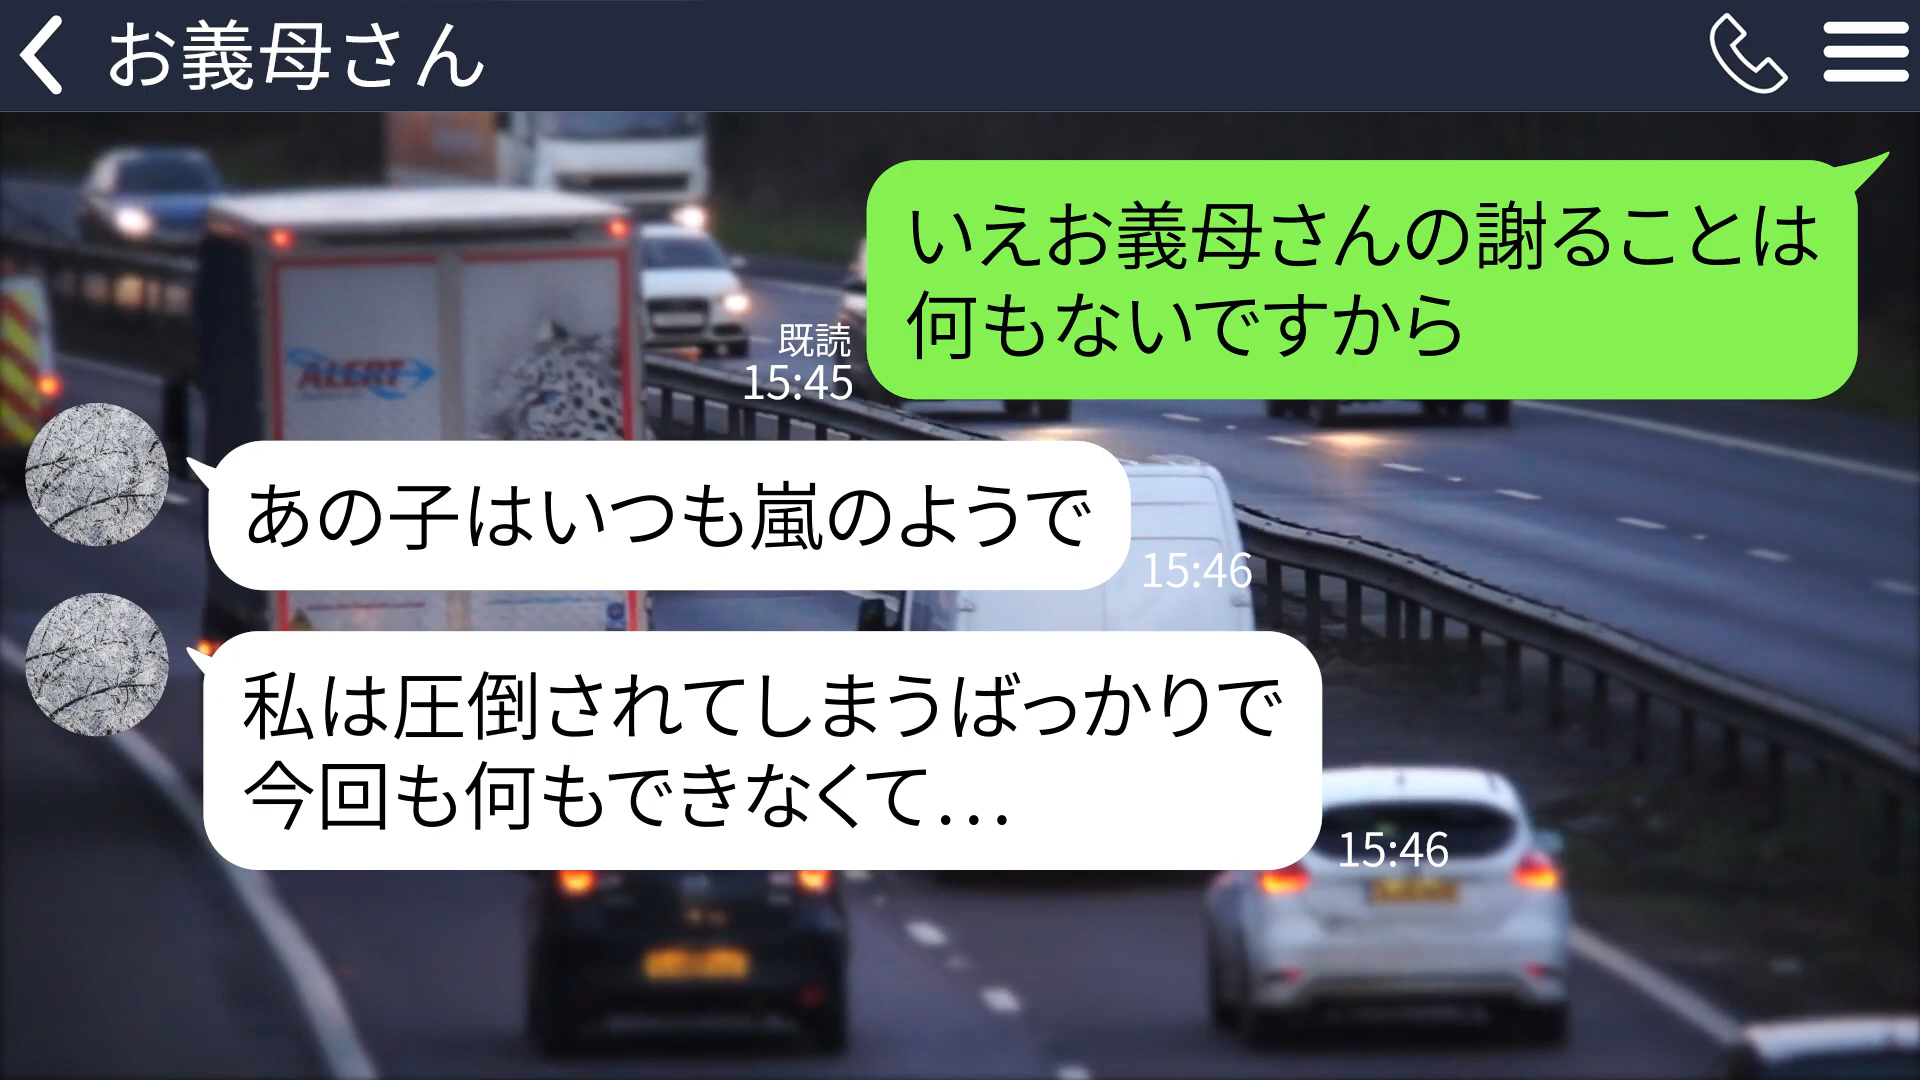 お義母さん
いえお義母さんの謝ることは
何もないですから
既読
15:45
ALERT
あの子はいつも嵐のようで
15:46
私は圧倒されてしまうばっかりで
今回も何もできなくて…
15:46